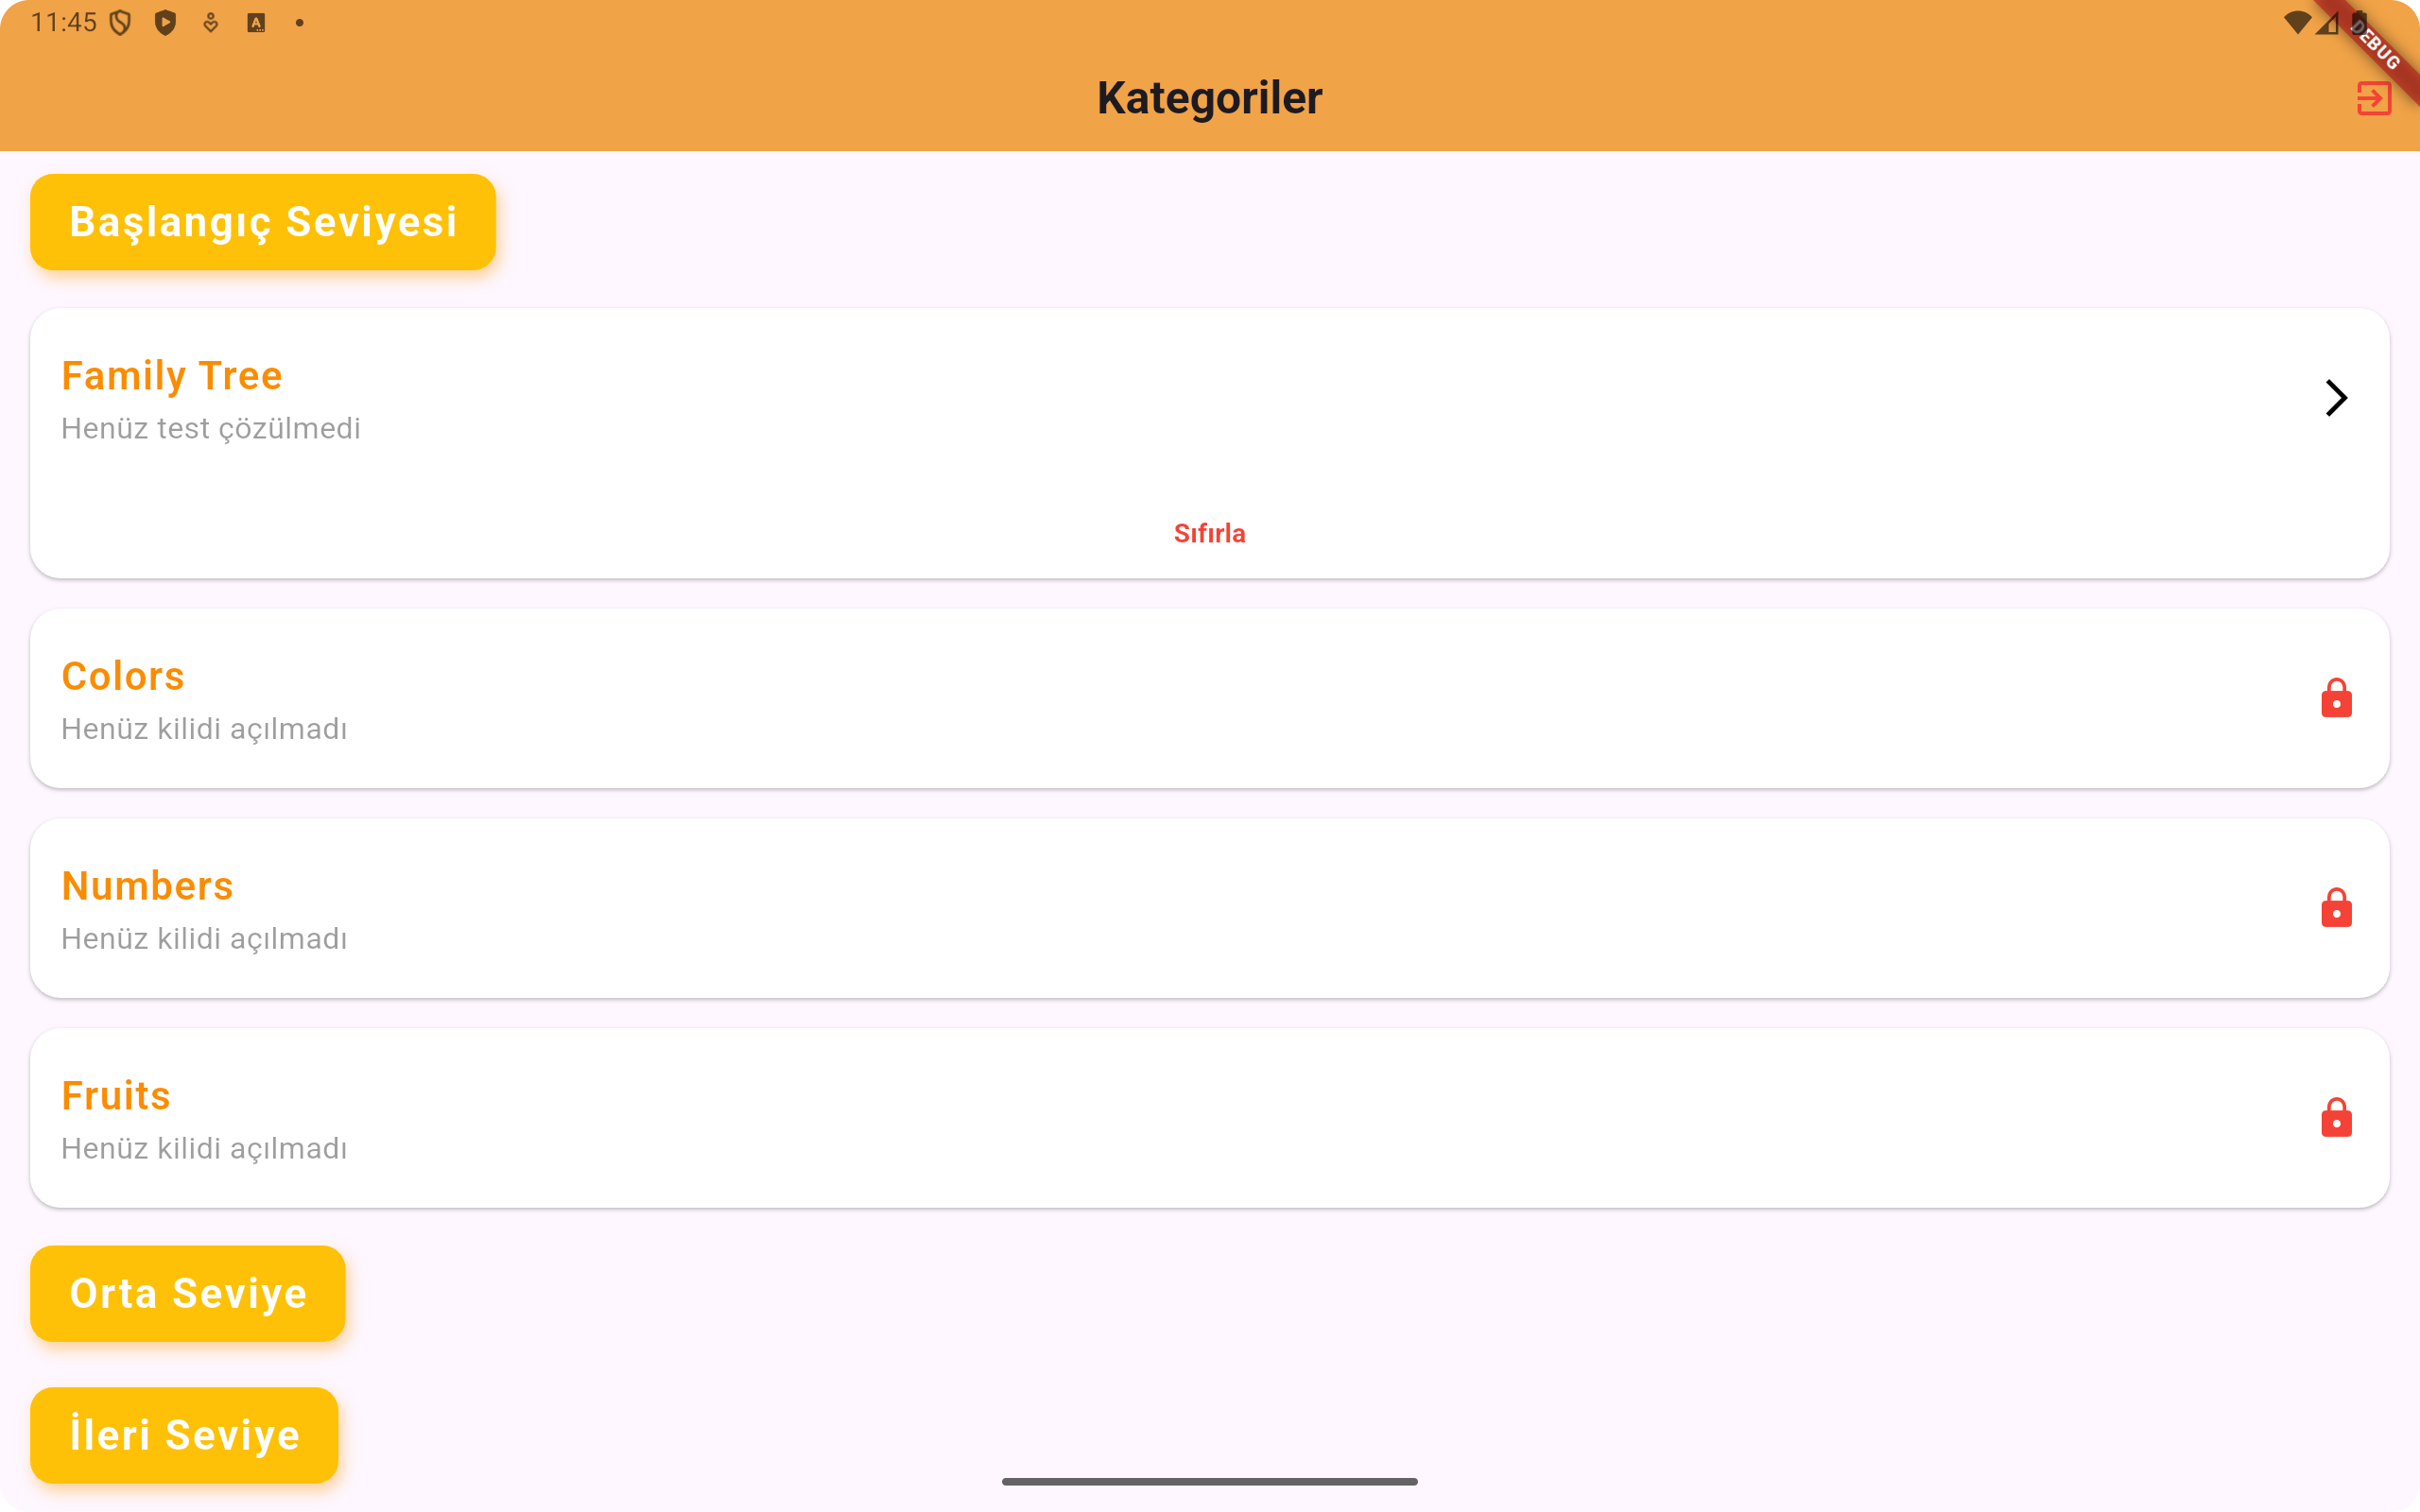 11:45
DEBUG
Kategoriler
Başlangıç Seviyesi
Family Tree
Henüz test çözülmedi
Sıfırla
Colors
Henüz kilidi açılmadı
Numbers
Henüz kilidi açılmadı
Fruits
Henüz kilidi açılmadı
Orta Seviye
İleri Seviye